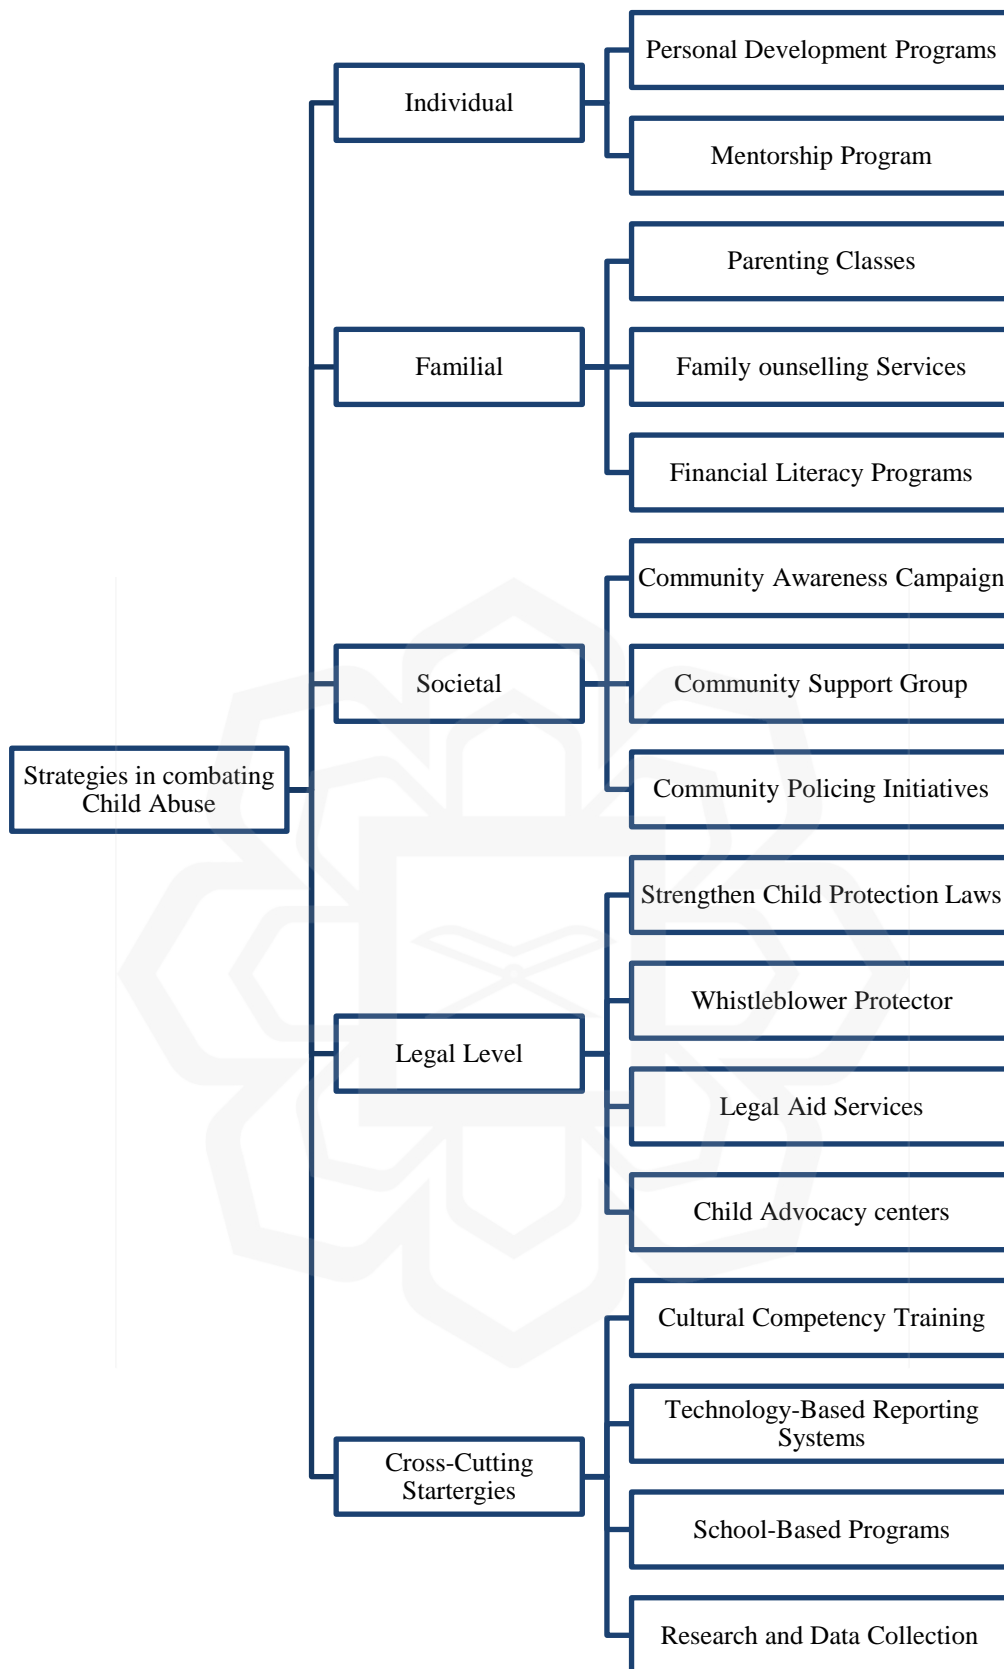 Strategies in combating
Child Abuse
Individual
Personal Development Programs
Mentorship Program
Familial
Parenting Classes
Family ounselling Services
Financial Literacy Programs
Societal
Community Awareness Campaign
Community Support Group
Community Policing Initiatives
Legal Level
Strengthen Child Protection Laws
Whistleblower Protector
Legal Aid Services
Child Advocacy centers
Cross-Cutting
Startergies
Cultural Competency Training
Technology-Based Reporting
Systems
School-Based Programs
Research and Data Collection